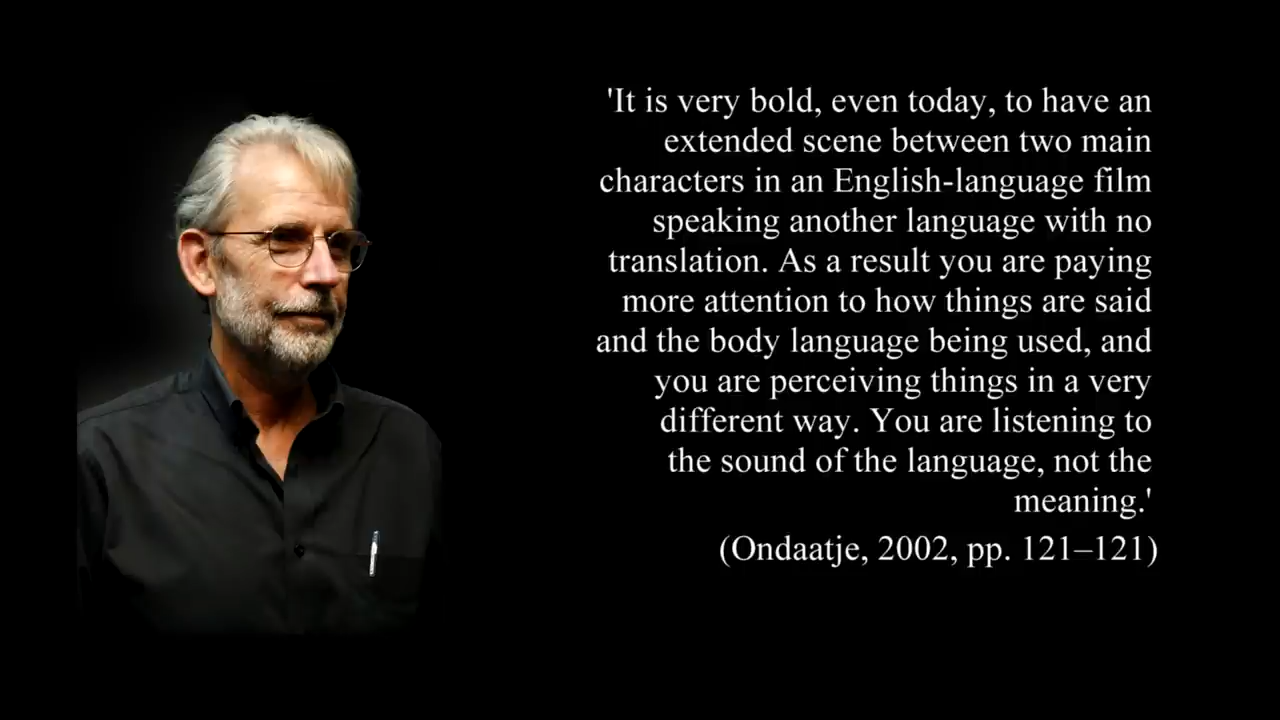 'It is very bold, even today, to have an
extended scene between two main
characters in an English-language film
speaking another language with no
translation. As a result you are paying
more attention to how things are said
and the body language being used, and
you are perceiving things in a very
different way. You are listening to
the sound of the language, not the
meaning.'
(Ondaatje, 2002, pp. 121–121)